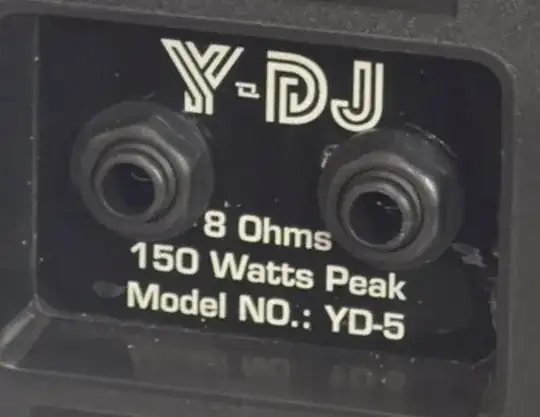 Y-DJ
8 Ohms
150 Watts Peak
Model NO.: YD-5